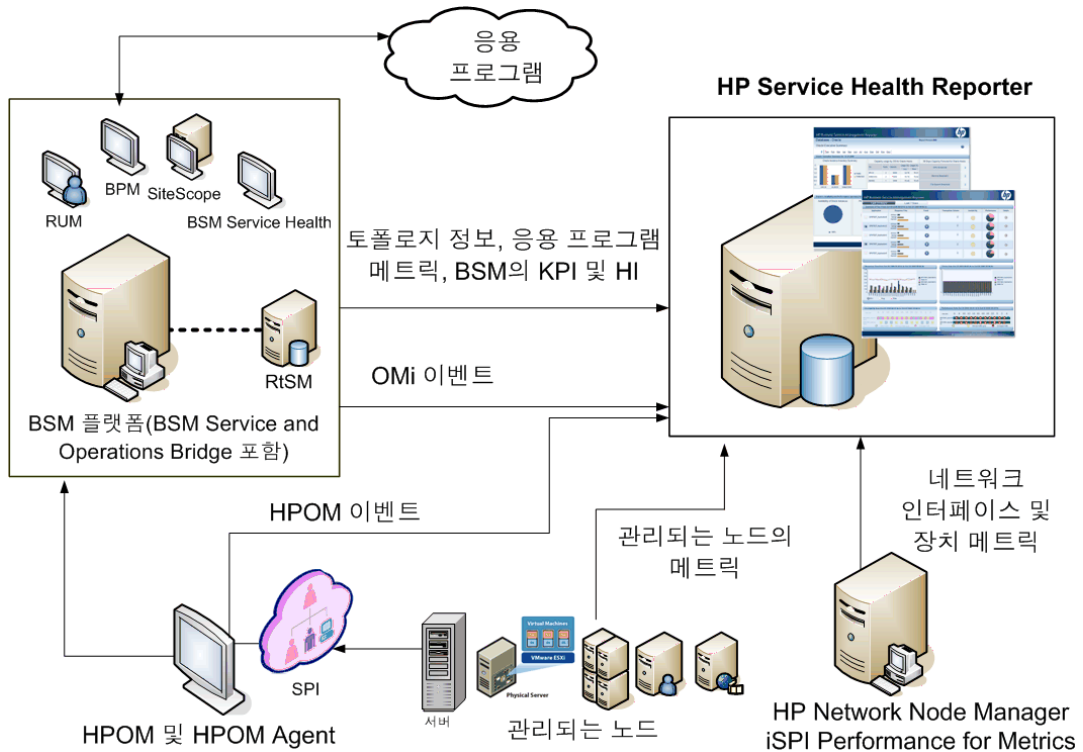 응용
프로그램
HP Service Health Reporter
RUM
BPM
SiteScope
BSM Service Health
토폴로지 정보, 응용 프로그램
메트릭, BSM의 KPI 및 HI
RtSM
OMi 이벤트
BSM 플랫폼(BSM Service and
Operations Bridge 포함)
HPOM 이벤트
관리되는 노드의
메트릭
네트워크
인터페이스 및
장치 메트릭
SPI
HPOM 및 HPOM Agent
서버
Virtual Machines
VMware ESXi
Physical Server
관리되는 노드
HP Network Node Manager
iSPI Performance for Metrics